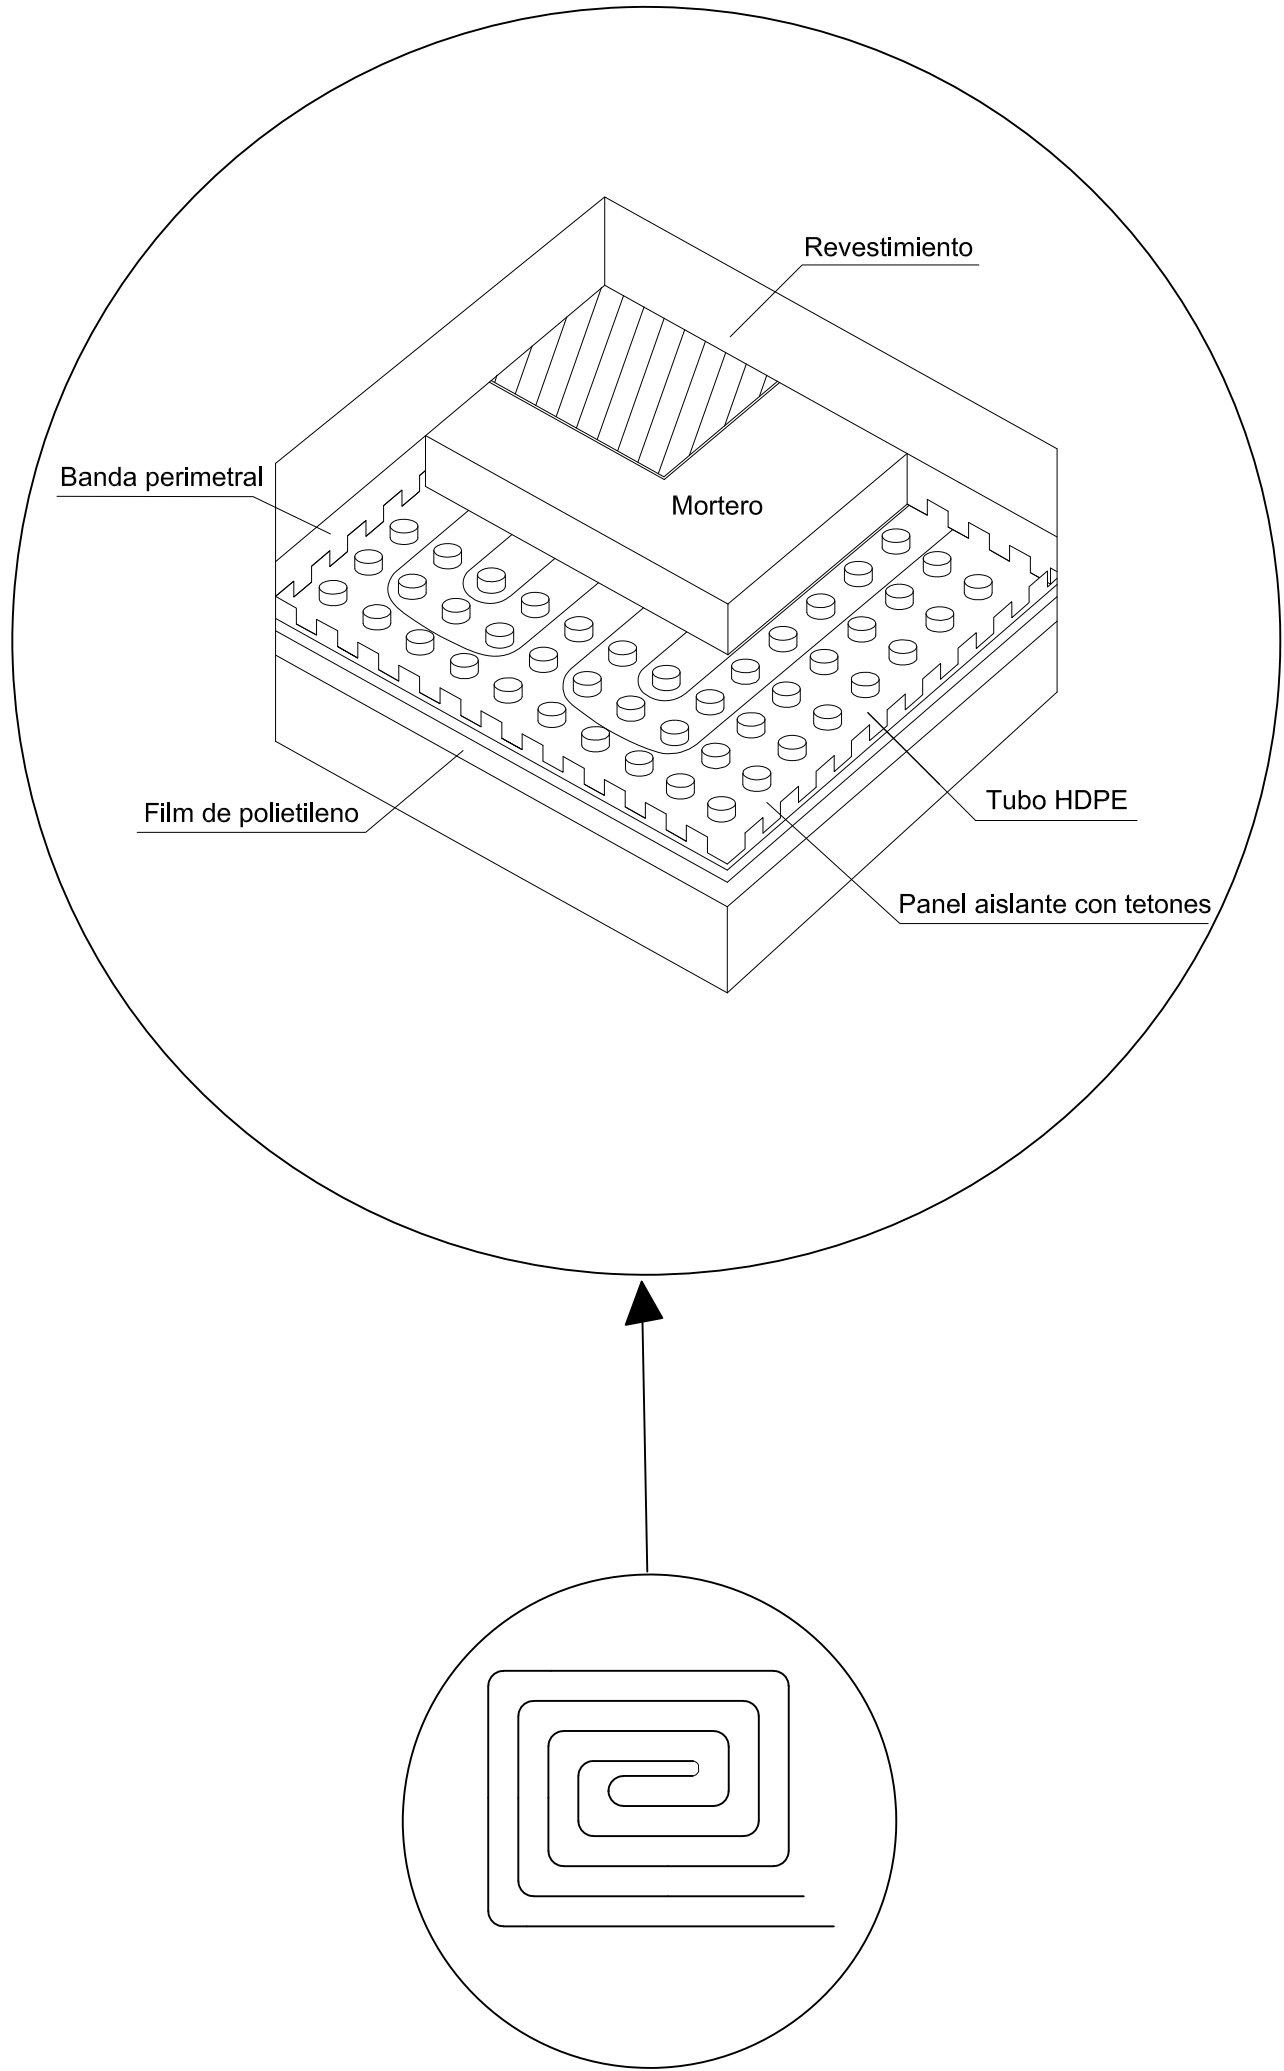 Revestimiento
Banda perimetral
Mortero
Film de polietileno
Tubo HDPE
Panel aislante con tetones